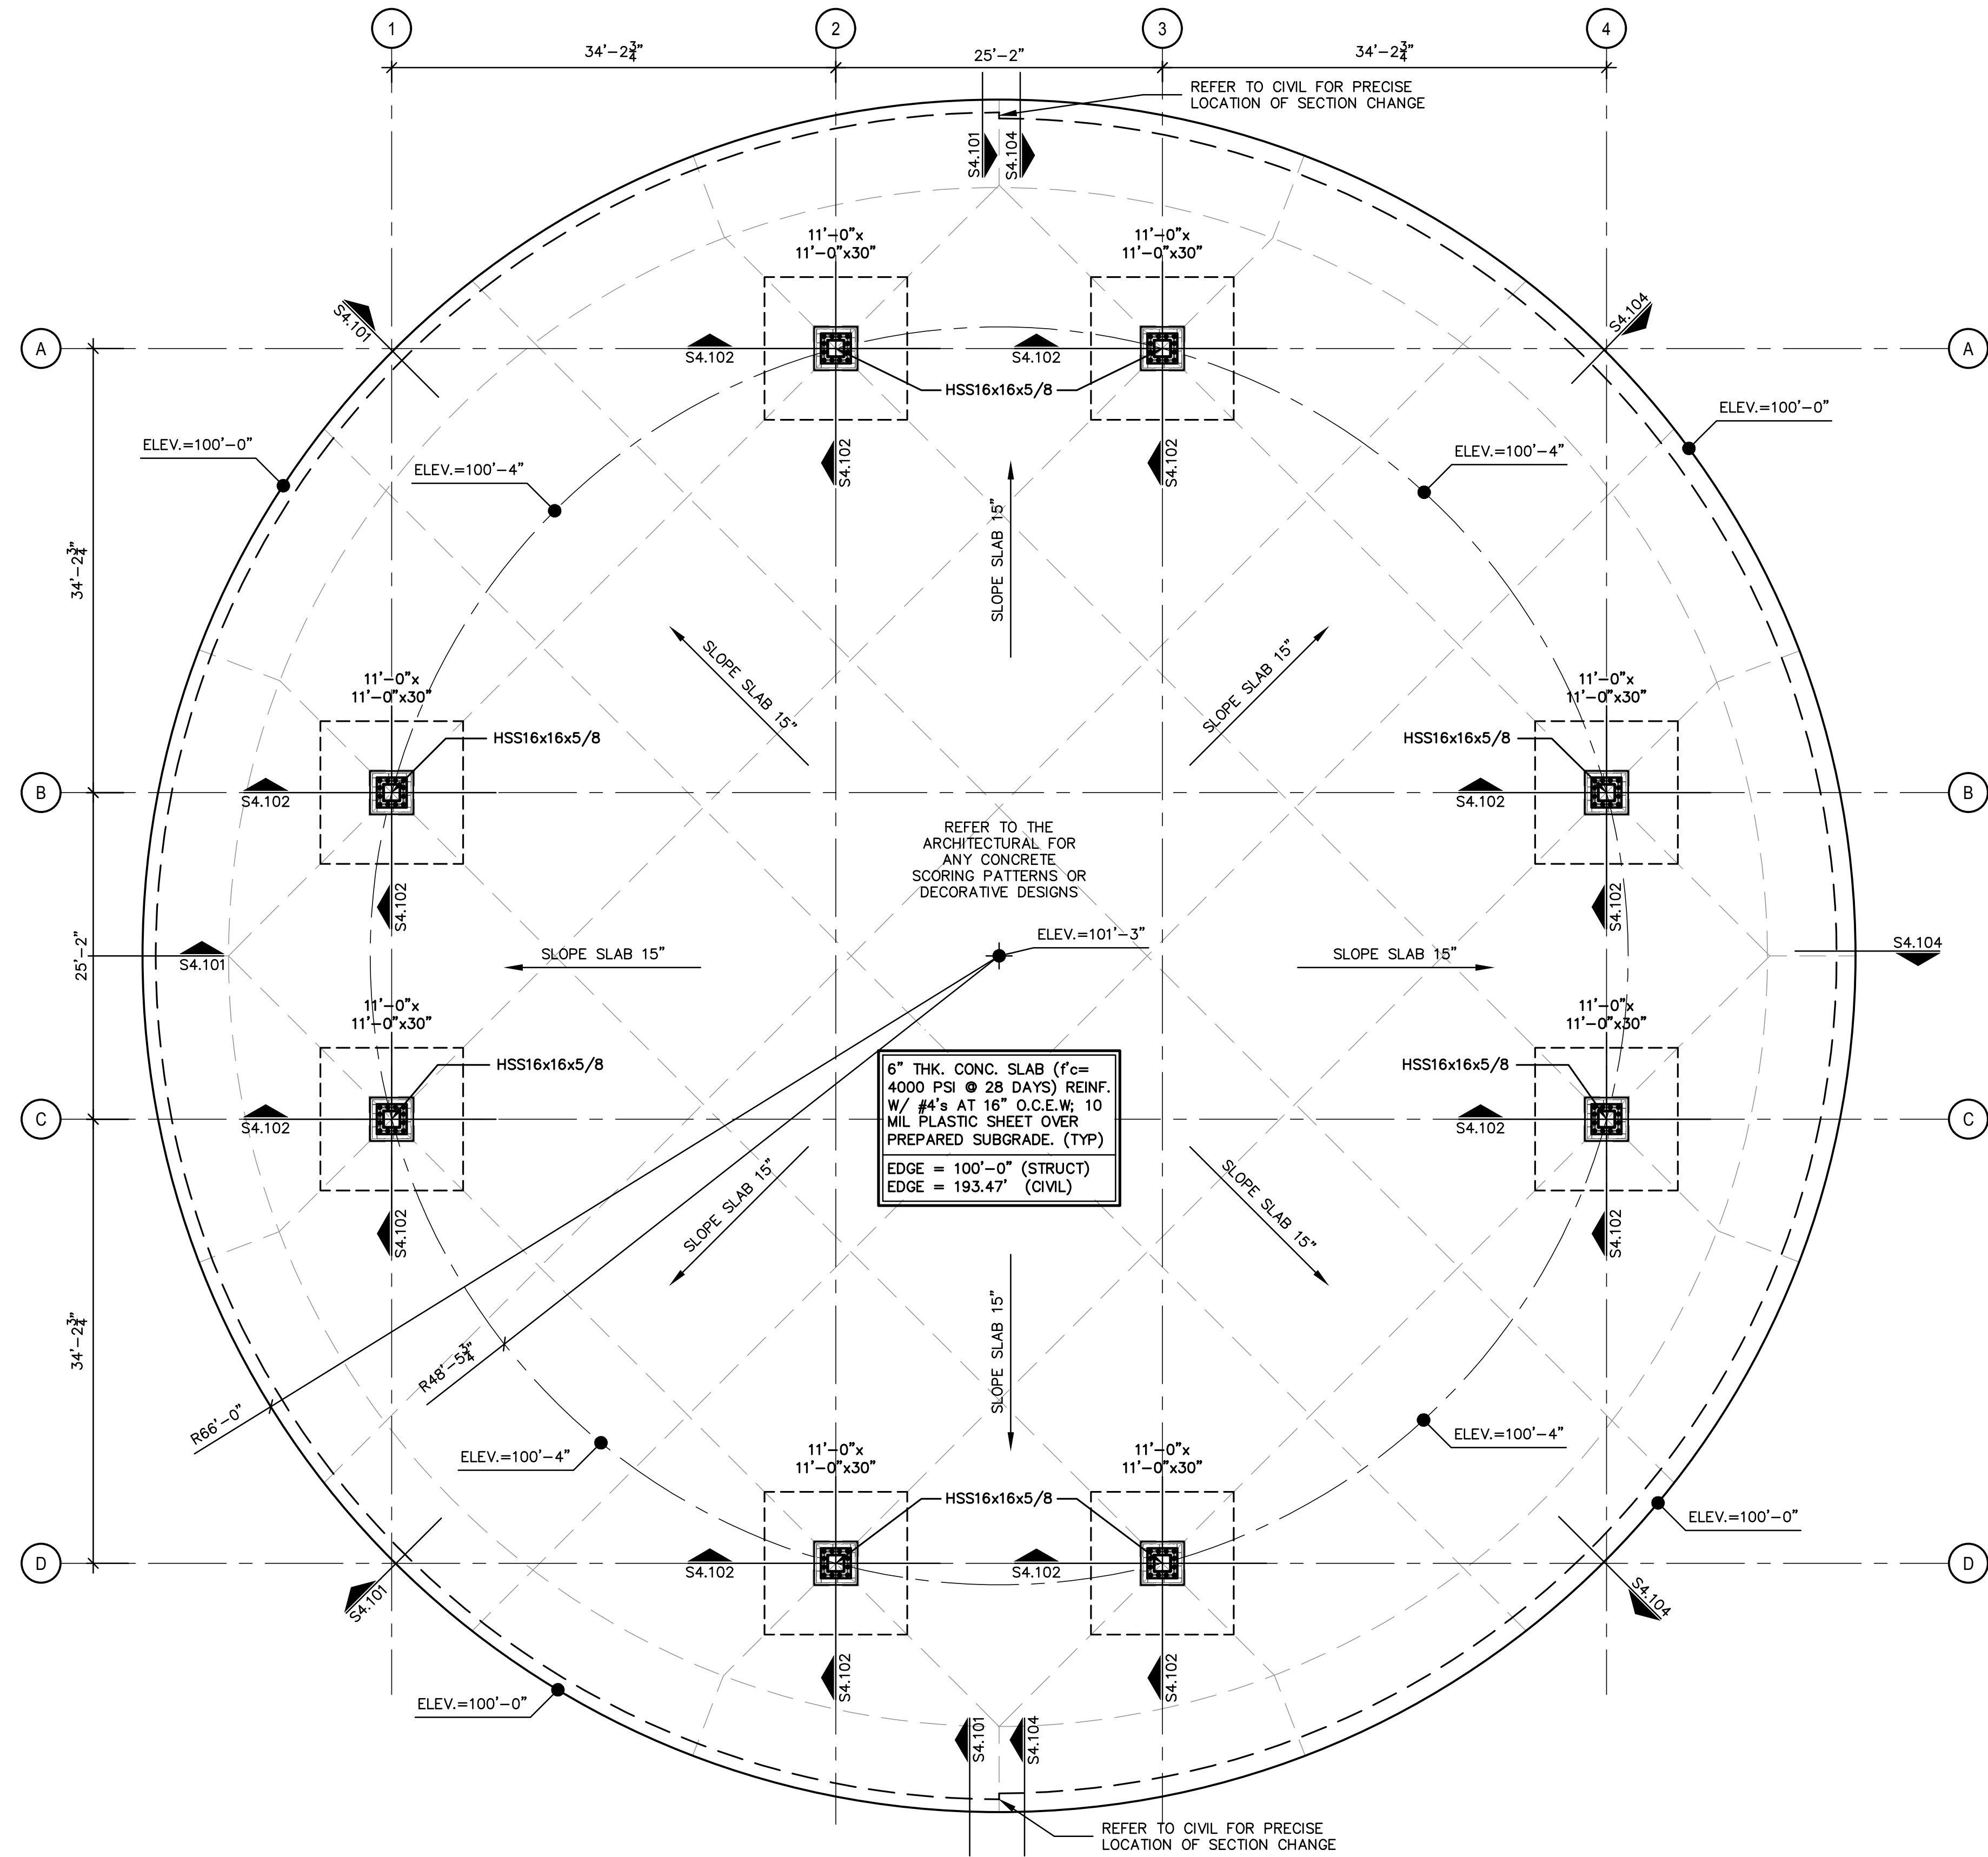 1
2
3
4
34'-2 3/4"
25'-2"
34'-2 3/4"
REFER TO CIVIL FOR PRECISE
LOCATION OF SECTION CHANGE
S4.101
S4.104
11'-0"x
11'-0"x30"
11'-0"x
11'-0"x30"
S4.101
S4.104
A
A
S4.102
S4.102
HSS16x16x5/8
ELEV.=100'-0"
ELEV.=100'-0"
ELEV.=100'-4"
ELEV.=100'-4"
S4.102
S4.102
34'-2 3/4"
SLOPE SLAB 15"
SLOPE SLAB 15"
SLOPE SLAB 15"
11'-0"x
11'-0"x30"
11'-0"x
11'-0"x30"
HSS16x16x5/8
HSS16x16x5/8
B
B
S4.102
S4.102
REFER TO THE
ARCHITECTURAL FOR
ANY CONCRETE
SCORING PATTERNS OR
DECORATIVE DESIGNS
S4.102
S4.102
25'-2"
ELEV.=101'-3"
S4.101
S4.104
SLOPE SLAB 15"
SLOPE SLAB 15"
11'-0"x
11'-0"x30"
11'-0"x
11'-0"x30"
HSS16x16x5/8
HSS16x16x5/8
6" THK. CONC. SLAB (f'c=
4000 PSI @ 28 DAYS) REINF.
W/ #4's AT 16" O.C.E.W; 10
MIL PLASTIC SHEET OVER
PREPARED SUBGRADE. (TYP)
EDGE = 100'-0" (STRUCT)
EDGE = 193.47' (CIVIL)
C
C
S4.102
S4.102
S4.102
S4.102
SLOPE SLAB 15"
SLOPE SLAB 15"
SLOPE SLAB 15"
34'-2 3/4"
R48'-5 3/4"
R66'-0"
ELEV.=100'-4"
ELEV.=100'-4"
11'-0"x
11'-0"x30"
11'-0"x
11'-0"x30"
HSS16x16x5/8
ELEV.=100'-0"
D
D
S4.102
S4.102
S4.101
S4.104
S4.102
S4.102
ELEV.=100'-0"
S4.101
S4.104
REFER TO CIVIL FOR PRECISE
LOCATION OF SECTION CHANGE